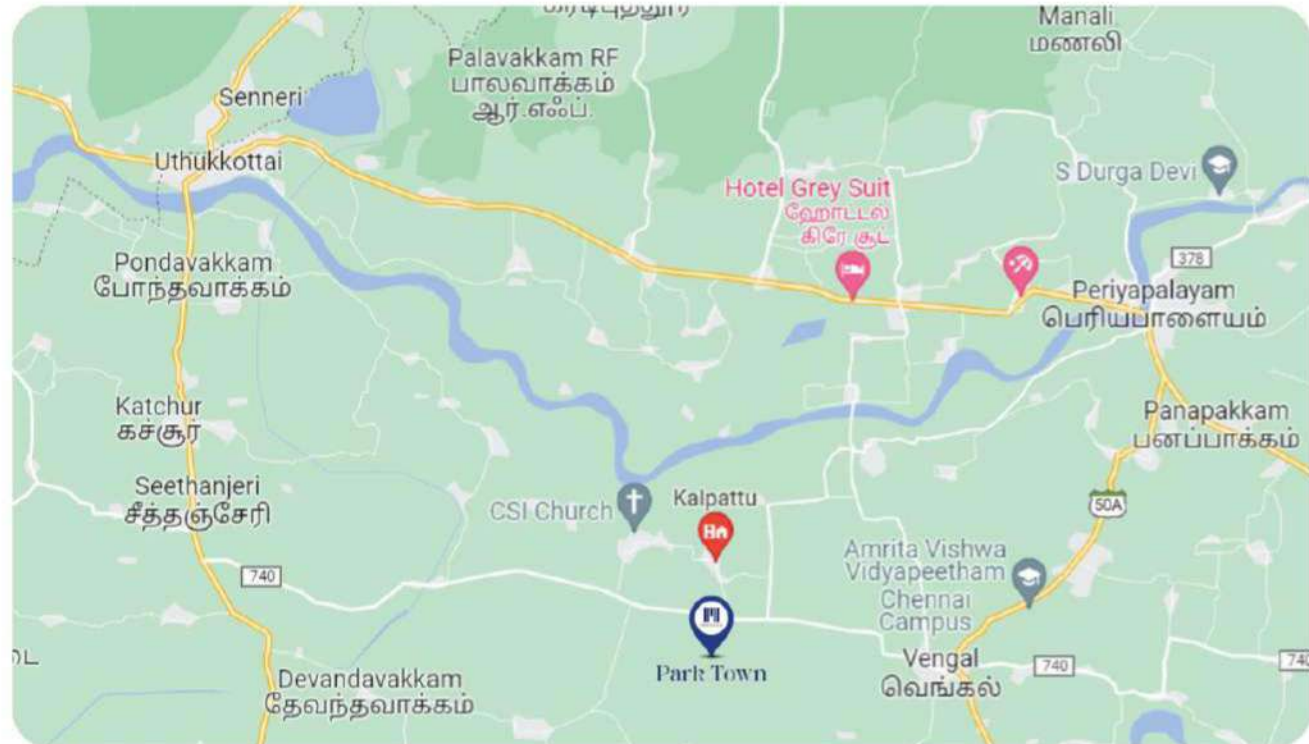 Manali
மணலி
Palavakkam RF
பாலவாக்கம்
ஆர்.எஃப்.
Senneri
Uthukkottai
S Durga Devi
Hotel Grey Suit
ஹோட்டல்
கிரே சூட்
378
Pondavakkam
போந்தவாக்கம்
Periyapalayam
பெரியபாளையம்
Katchur
கச்சூர்
Panapakkam
பனப்பாக்கம்
Seethanjeri
சீத்தஞ்சேரி
CSI Church
Kalpattu
50A
Amrita Vishwa
Vidyapeetham
Chennai
Campus
740
Park Town
Vengal
வெங்கல்
740
740
டை
Devandavakkam
தேவந்தவாக்கம்